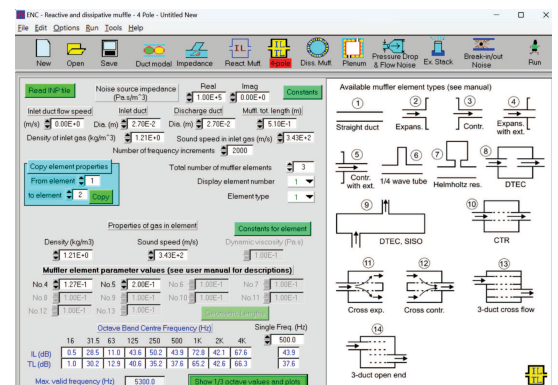 ENC - Reactive and dissipative muffle - 4 Pole - Untitled New
File Edit Options Run Tools Help
New Open Save Duct modal Impedance React. Muff. 4-pole Diss. Muff. Plenum Pressure Drop & Flow Noise Ex. Stack Break-in/out Noise Run
Read INP file
Noise source impedance (Pa.s/m^3)
Real Imag
1.00E+5 0.00E+0
Constants
Inlet duct flow speed Inlet duct Discharge duct Muffl. tot. length (m)
(m/s) 0.00E+0 Dia. (m) 2.70E-2 Dia. (m) 2.70E-2 5.10E-1
Density of inlet gas (kg/m^3) 1.21E+0 Sound speed in inlet gas (m/s) 3.43E+2
Number of frequency increments 2000
Copy element properties
From element 1
to element 2 Copy
Total number of muffler elements 3
Display element number 1
Element type 1
Properties of gas in element
Constants for element
Density (kg/m3) Sound speed (m/s) Dynamic viscosity (Pa.s)
1.21E+0 3.43E+2 1.00E-1
Muffler element parameter values (see user manual for descriptions)
No.4 1.27E-1 No.5 2.00E-1 No.6 1.00E-1 No.7 1.00E-1
No.8 1.00E-1 No.9 1.00E-1 No.10 1.00E-1 No.11 1.00E-1
No.12 1.00E-1 No.13 1.00E-1
Octave Band Centre Frequency (Hz) Single Freq. (Hz)
16 31.5 63 125 250 500 1K 2K 4K 500.0
IL (dB) 0.5 28.5 11.0 43.6 50.2 43.9 72.8 42.1 67.6 43.9
TL (dB) 1.0 30.2 12.9 40.6 35.2 37.6 65.2 42.6 66.3 37.6
Max. valid frequency (Hz) 5300.0 Show 1/3 octave values and plots
Available muffler element types (see manual)
1 2 3 4
Straight duct Expans. Contr. Expans. with ext.
5 6 7 8
Contr. with ext. 1/4 wave tube Helmholtz res. DTEC
9 10
DTEC, SISO CTR
11 12 13
Cross exp. Cross contr. 3-duct cross flow
14
3-duct open end